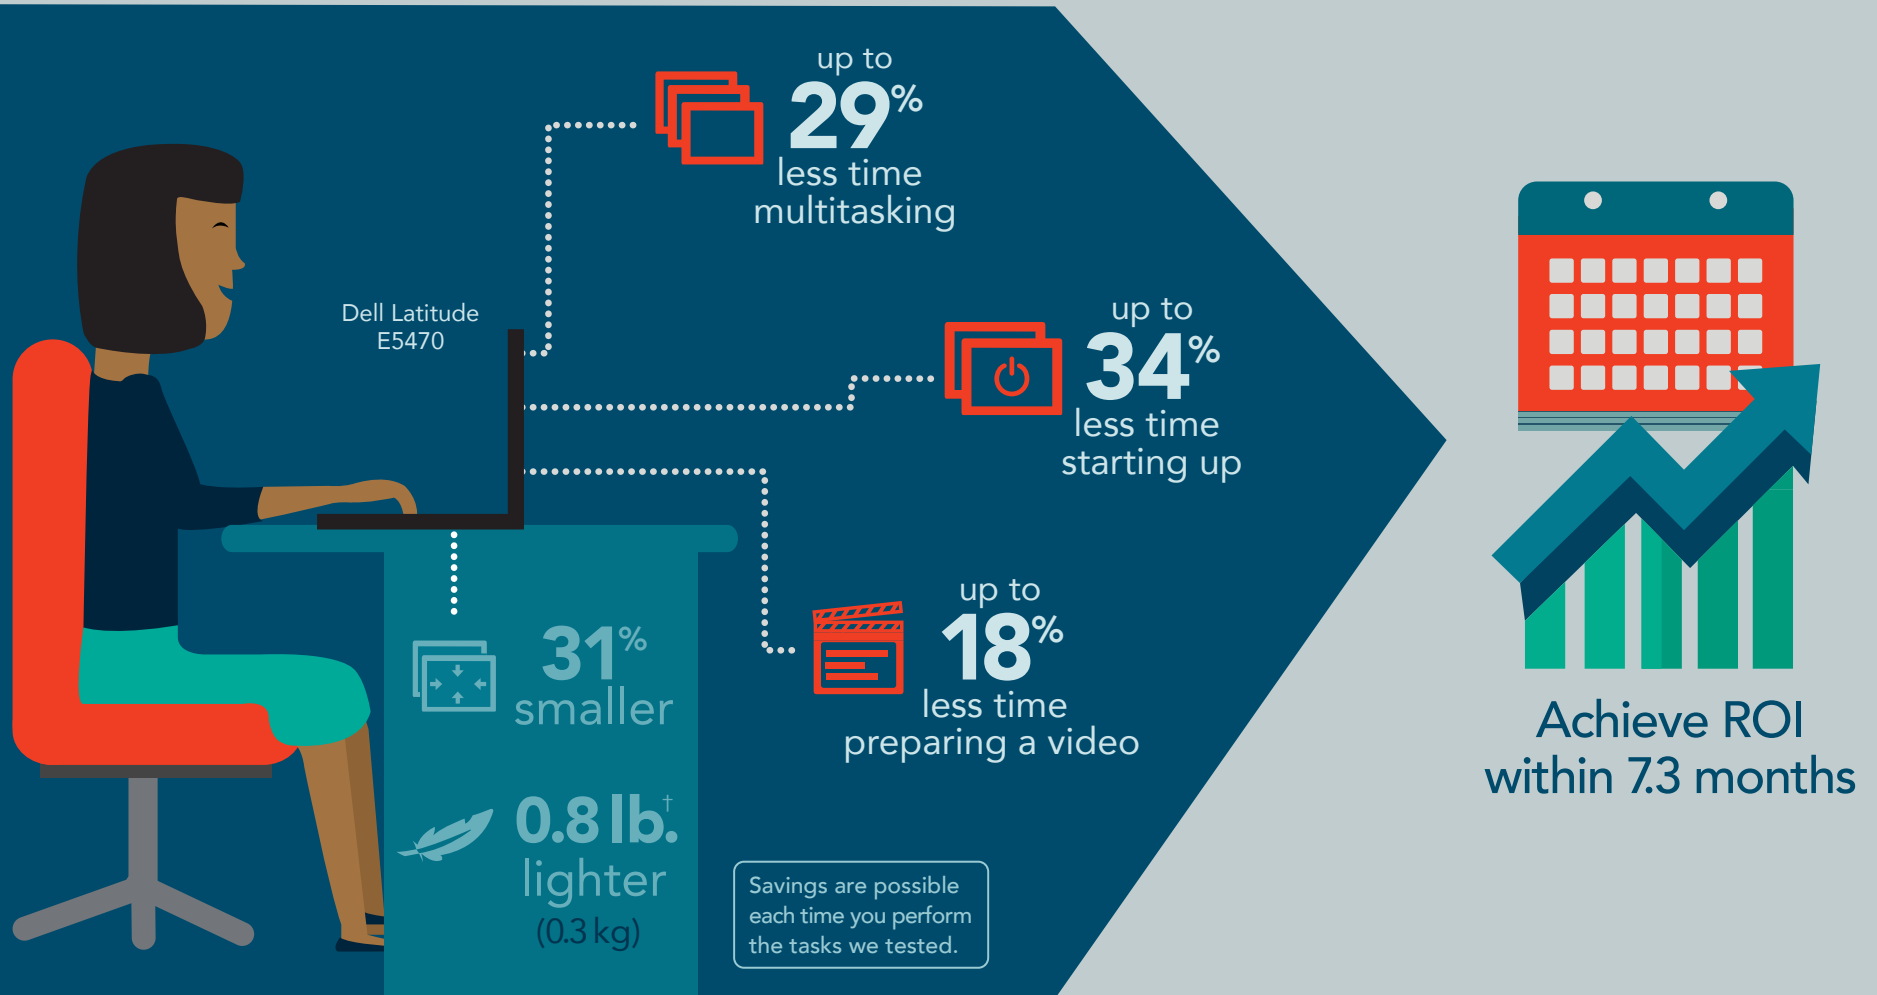 up to
29%
less time
multitasking
Dell Latitude
E5470
up to
34%
less time
starting up
up to
18%
less time
preparing a video
31%
smaller
0.8 lb.†
lighter
(0.3 kg)
Savings are possible
each time you perform
the tasks we tested.
Achieve ROI
within 7.3 months